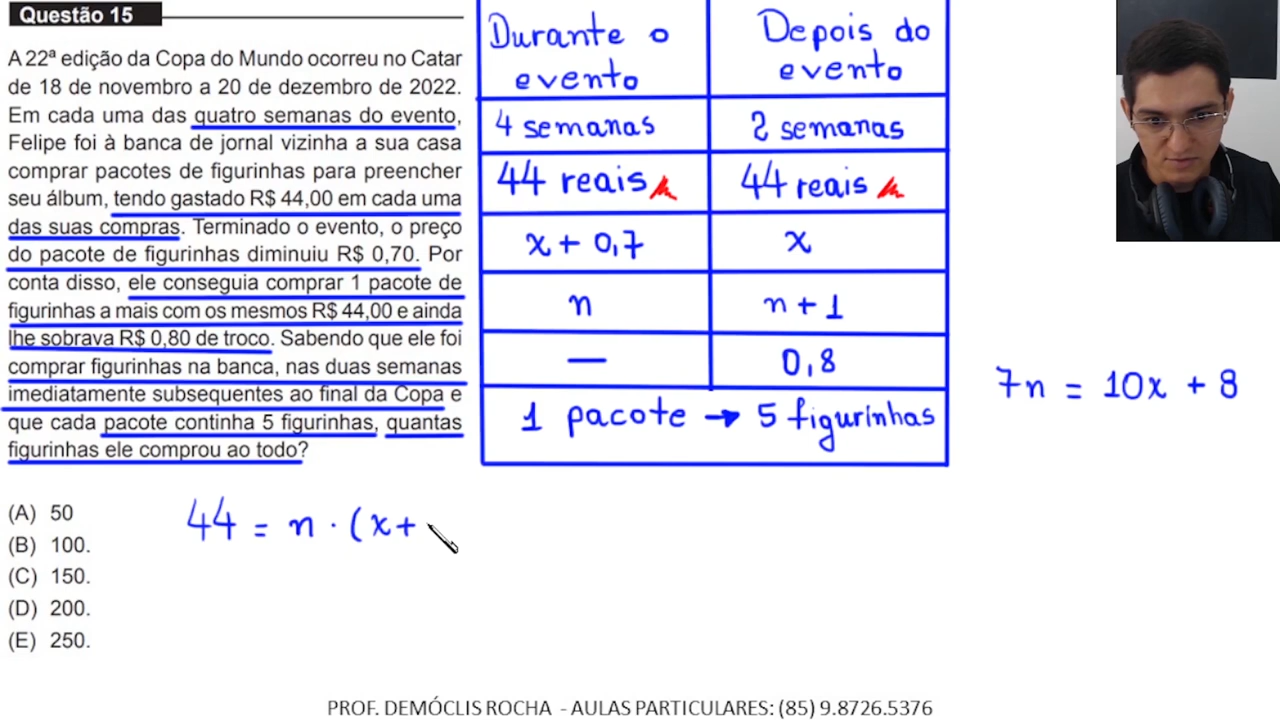 Questão 15
A 22ª edição da Copa do Mundo ocorreu no Catar
de 18 de novembro a 20 de dezembro de 2022.
Em cada uma das quatro semanas do evento,
Felipe foi à banca de jornal vizinha a sua casa
comprar pacotes de figurinhas para preencher
seu álbum, tendo gastado R$ 44,00 em cada uma
das suas compras. Terminado o evento, o preço
do pacote de figurinhas diminuiu R$ 0,70. Por
conta disso, ele conseguia comprar 1 pacote de
figurinhas a mais com os mesmos R$ 44,00 e ainda
lhe sobrava R$ 0,80 de troco. Sabendo que ele foi
comprar figurinhas na banca, nas duas semanas
imediatamente subsequentes ao final da Copa e
que cada pacote continha 5 figurinhas, quantas
figurinhas ele comprou ao todo?
(A) 50
(B) 100.
(C) 150.
(D) 200.
(E) 250.
Durante o evento
Depois do evento
4 semanas
2 semanas
44 reais
44 reais
x + 0,7
x
n
n + 1
—
0,8
1 pacote → 5 figurinhas
7n = 10x + 8
44 = n · (x +
PROF. DEMÓCLIS ROCHA - AULAS PARTICULARES: (85) 9.8726.5376